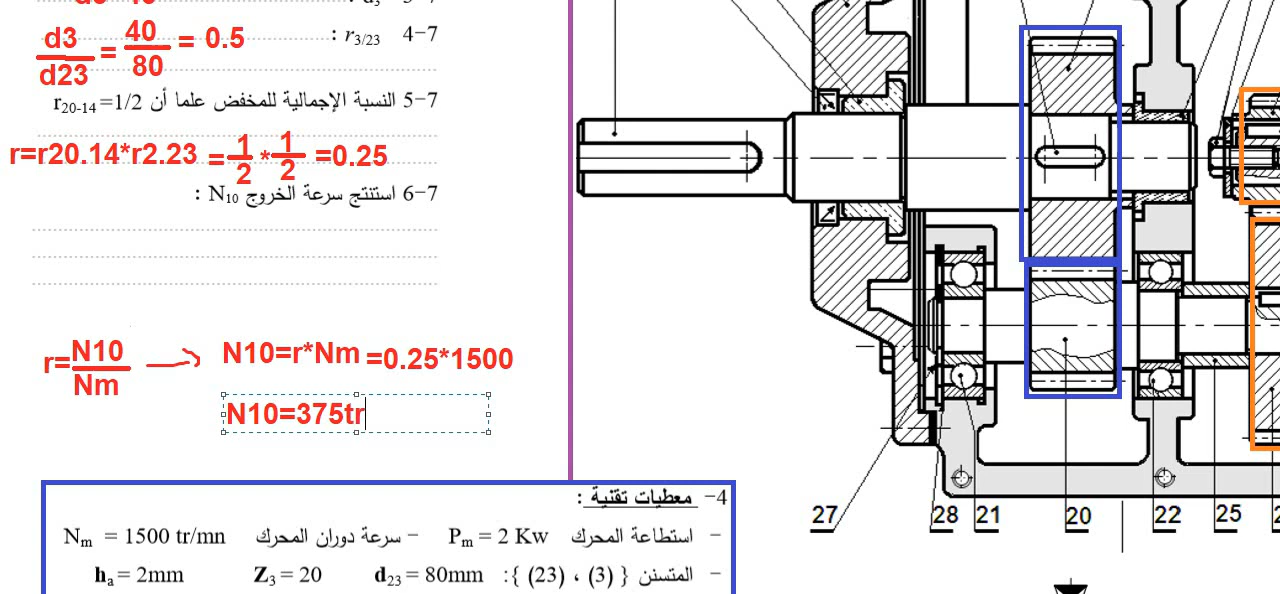 4-7 r3/23 :
d3/d23 = 40/80 = 0.5
5-7 النسبة الإجمالية للمخفض علما أن r20-14 =1/2
r=r20.14*r2.23 = 1/2 * 1/2 =0.25
6-7 استنتج سرعة الخروج N10 :
r=N10/Nm → N10=r*Nm =0.25*1500
N10=375tr
4- معطيات تقنية :
- استطاعة المحرك Pm = 2 Kw - سرعة دوران المحرك Nm = 1500 tr/mn
- المتسنن { (3) ، (23) }: d23 = 80mm Z3 = 20 ha = 2mm
27 28 21 20 22 25